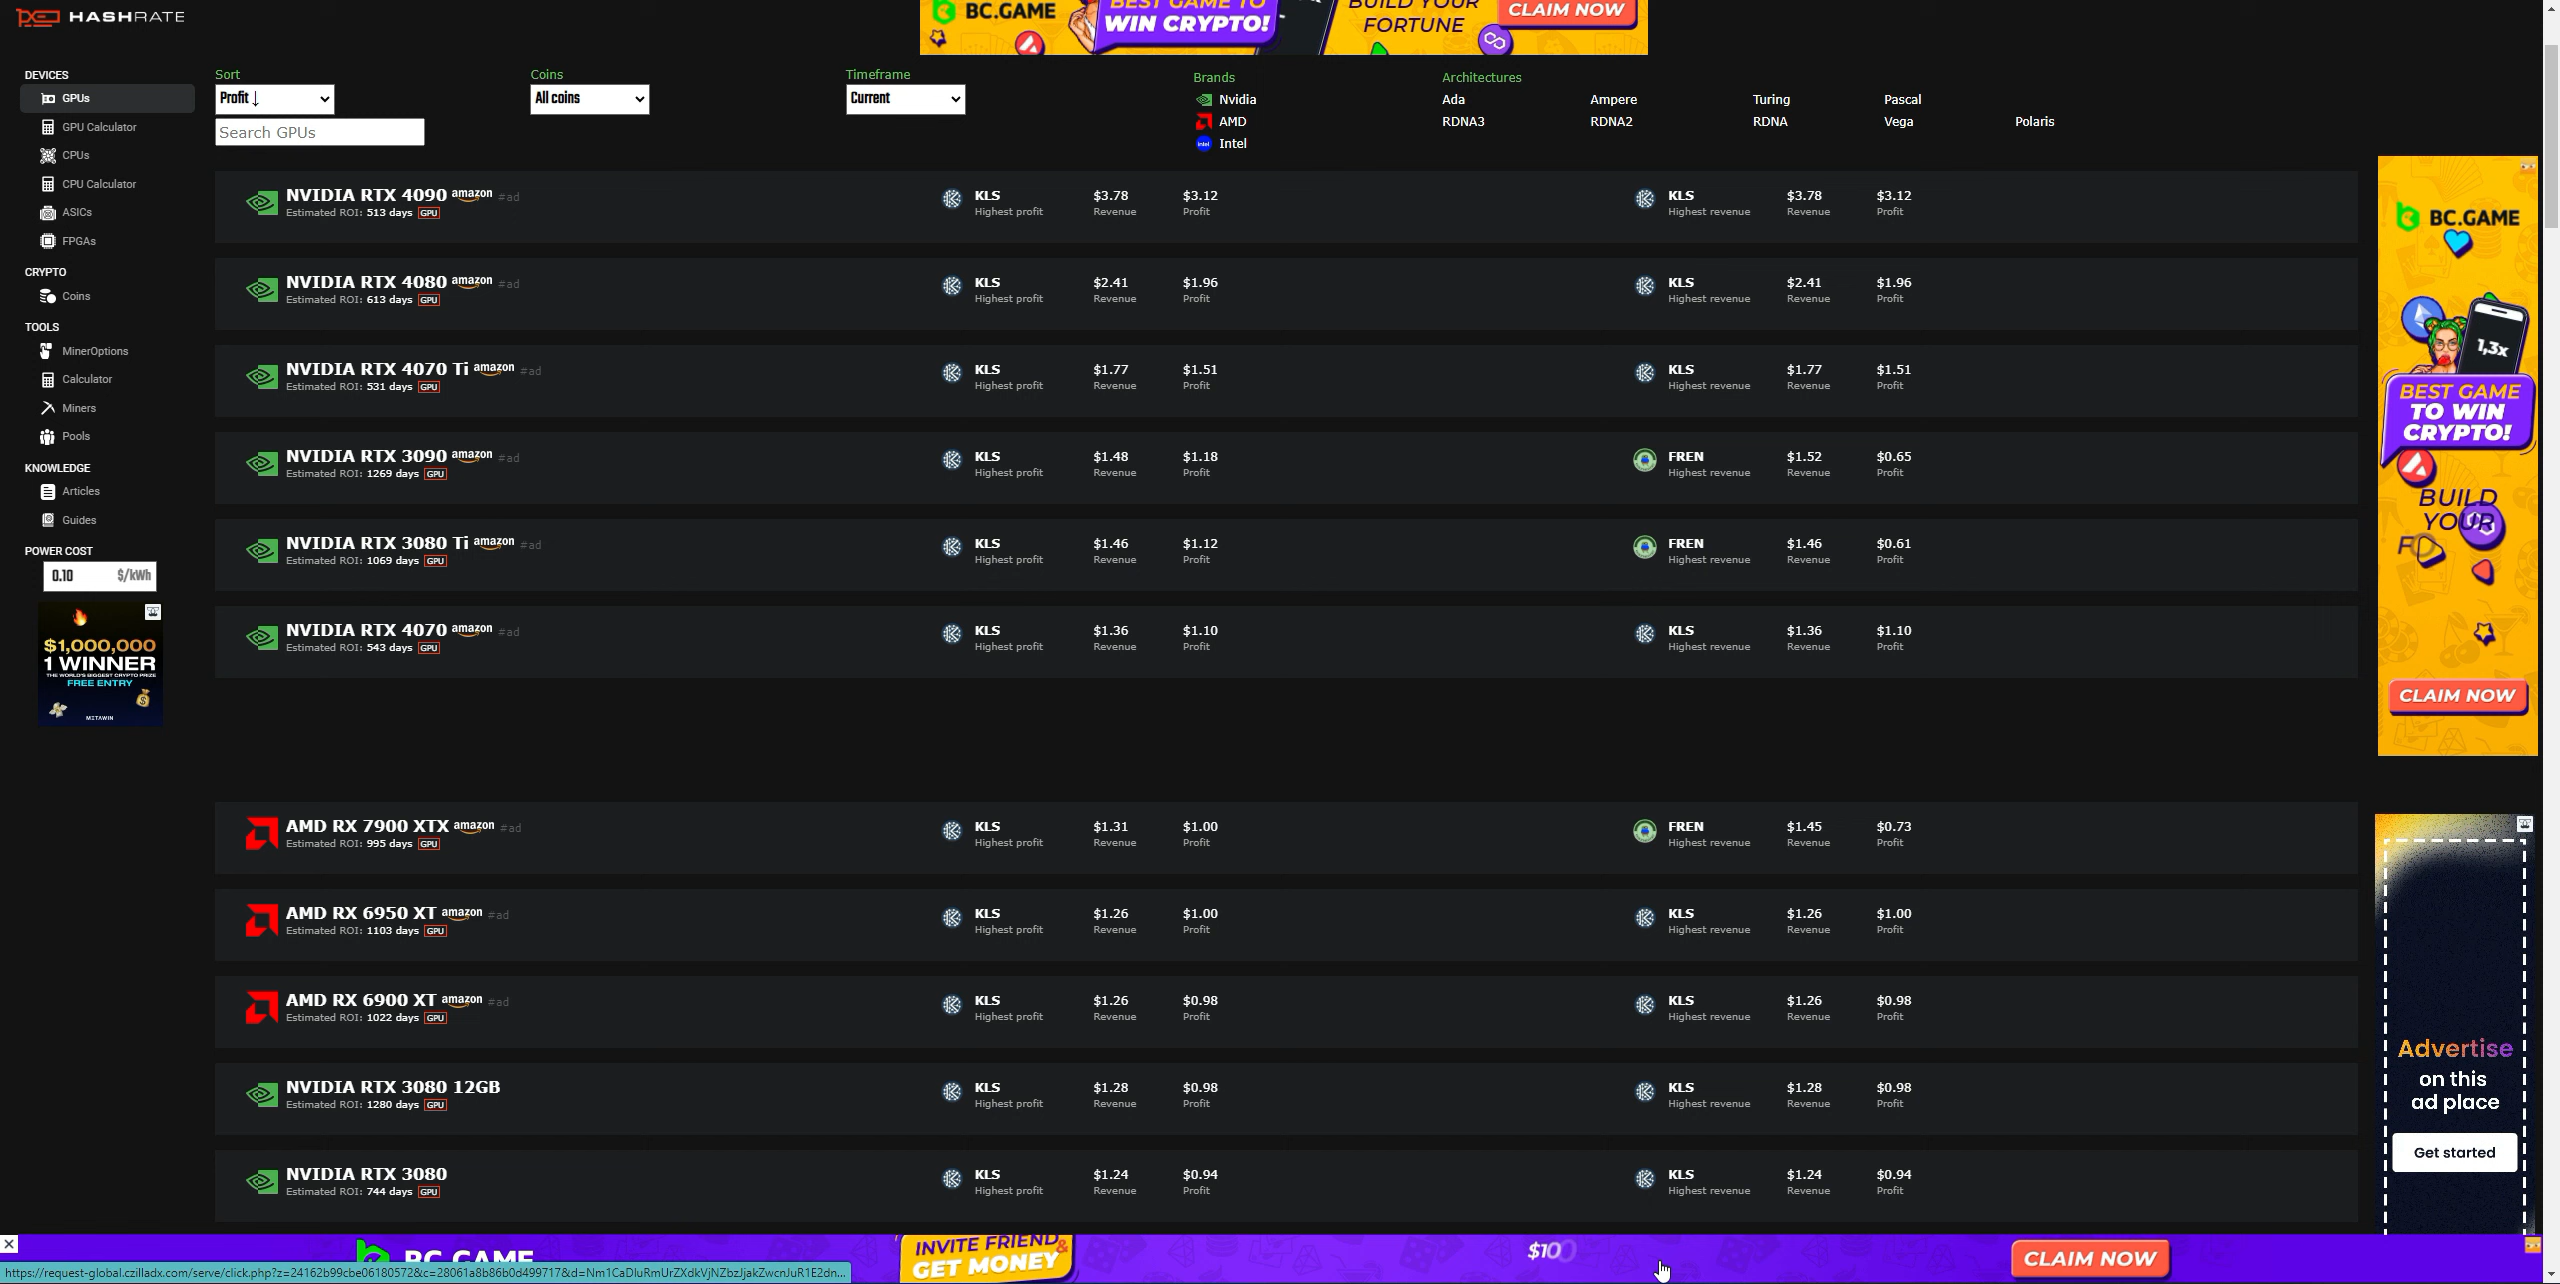 HASHRATE
BC.GAME
BEST GAME TO
WIN CRYPTO!
BUILD YOUR
FORTUNE
CLAIM NOW
DEVICES
GPUs
GPU Calculator
CPUs
CPU Calculator
ASICs
FPGAs
CRYPTO
Coins
TOOLS
MinerOptions
Calculator
Miners
Pools
KNOWLEDGE
Articles
Guides
POWER COST
0.10 $/kWh
$1,000,000
1 WINNER
THE WORLD'S BIGGEST CRYPTO PRIZE
FREE ENTRY
METAWIN
Sort Coins Timeframe
Profit ↓ All coins Current
Search GPUs
Brands Architectures
Nvidia Ada Ampere Turing Pascal
AMD RDNA3 RDNA2 RDNA Vega Polaris
intel Intel
NVIDIA RTX 4090 amazon #ad KLS $3.78 $3.12 KLS $3.78 $3.12
Estimated ROI: 513 days GPU Highest profit Revenue Profit Highest revenue Revenue Profit
NVIDIA RTX 4080 amazon #ad KLS $2.41 $1.96 KLS $2.41 $1.96
Estimated ROI: 613 days GPU Highest profit Revenue Profit Highest revenue Revenue Profit
NVIDIA RTX 4070 Ti amazon #ad KLS $1.77 $1.51 KLS $1.77 $1.51
Estimated ROI: 531 days GPU Highest profit Revenue Profit Highest revenue Revenue Profit
NVIDIA RTX 3090 amazon #ad KLS $1.48 $1.18 FREN $1.52 $0.65
Estimated ROI: 1269 days GPU Highest profit Revenue Profit Highest revenue Revenue Profit
NVIDIA RTX 3080 Ti amazon #ad KLS $1.46 $1.12 FREN $1.46 $0.61
Estimated ROI: 1069 days GPU Highest profit Revenue Profit Highest revenue Revenue Profit
NVIDIA RTX 4070 amazon #ad KLS $1.36 $1.10 KLS $1.36 $1.10
Estimated ROI: 543 days GPU Highest profit Revenue Profit Highest revenue Revenue Profit
AMD RX 7900 XTX amazon #ad KLS $1.31 $1.00 FREN $1.45 $0.73
Estimated ROI: 995 days GPU Highest profit Revenue Profit Highest revenue Revenue Profit
AMD RX 6950 XT amazon #ad KLS $1.26 $1.00 KLS $1.26 $1.00
Estimated ROI: 1103 days GPU Highest profit Revenue Profit Highest revenue Revenue Profit
AMD RX 6900 XT amazon #ad KLS $1.26 $0.98 KLS $1.26 $0.98
Estimated ROI: 1022 days GPU Highest profit Revenue Profit Highest revenue Revenue Profit
NVIDIA RTX 3080 12GB KLS $1.28 $0.98 KLS $1.28 $0.98
Estimated ROI: 1280 days GPU Highest profit Revenue Profit Highest revenue Revenue Profit
NVIDIA RTX 3080 KLS $1.24 $0.94 KLS $1.24 $0.94
Estimated ROI: 744 days GPU Highest profit Revenue Profit Highest revenue Revenue Profit
BC.GAME
1,3x
BEST GAME
TO WIN
CRYPTO!
BUILD
YOUR
FO
CLAIM NOW
Advertise
on this
ad place
Get started
BC.GAME
INVITE FRIEND &
GET MONEY
$100
CLAIM NOW